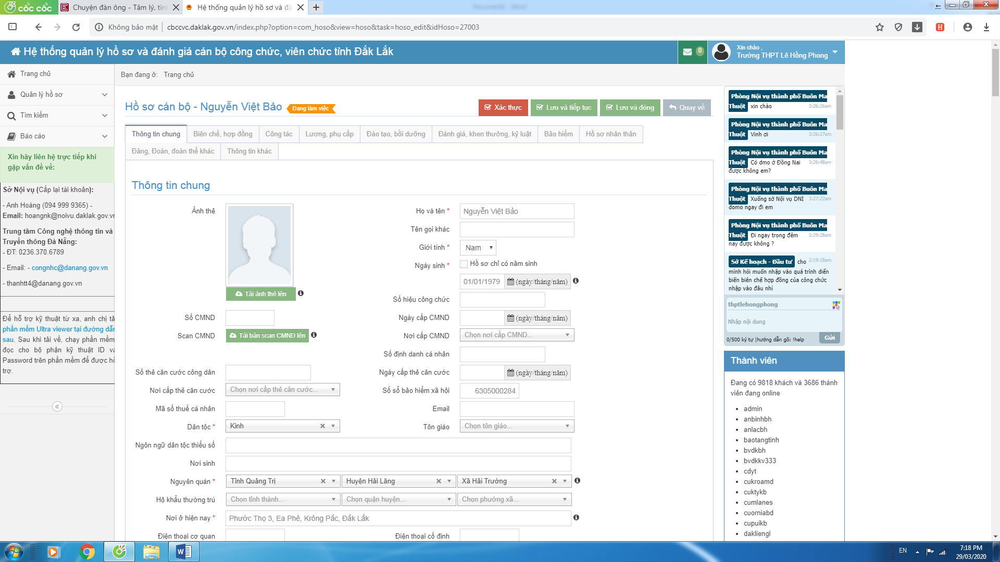 cốc cốc
Chuyện đàn ông - Tâm lý, tìn
Hệ thống quản lý hồ sơ và đá
Không bảo mật
cbccvc.daklak.gov.vn/index.php?option=com_hoso&view=hoso&task=hoso_edit&idHoso=27003
Hệ thống quản lý hồ sơ và đánh giá cán bộ công chức, viên chức tỉnh Đắk Lắk
0
Xin chào ,
Trường THPT Lê Hồng Phong
Trang chủ
Quản lý hồ sơ
Tìm kiếm
Báo cáo
Xin hãy liên hệ trực tiếp khi
gặp vấn đề về:
Sở Nội vụ (Cấp lại tài khoản):
- Anh Hoàng (094 999 9365) -
Email: hoangnk@noivu.daklak.gov.vn
Trung tâm Công nghệ thông tin và
Truyền thông Đà Nẵng:
- ĐT: 0236.370.6789
- Email: - congnhc@danang.gov.vn
- thanhtt4@danang.gov.vn
Để hỗ trợ kỹ thuật từ xa, anh chị tả
phần mềm Ultra viewer tại đường dẫn
sau. Sau khi tải về, chạy phần mềm
đọc cho bộ phận kỹ thuật ID và
Password trên phần mềm để được hỗ
trợ.
Bạn đang ở: Trang chủ
Hồ sơ cán bộ - Nguyễn Việt Bảo Đang làm việc
Xác thực
Lưu và tiếp tục
Lưu và đóng
Quay về
Thông tin chung
Biên chế, hợp đồng
Công tác
Lương, phụ cấp
Đào tạo, bồi dưỡng
Đánh giá, khen thưởng, kỷ luật
Bảo hiểm
Hồ sơ nhân thân
Đảng, Đoàn, đoàn thể khác
Thông tin khác
Thông tin chung
Ảnh thẻ
Tải ảnh thẻ lên
Họ và tên * Nguyễn Việt Bảo
Tên gọi khác
Giới tính * Nam
Ngày sinh * Hồ sơ chỉ có năm sinh
01/01/1979 (ngày/tháng/năm)
Số hiệu công chức
Số CMND
Ngày cấp CMND (ngày/tháng/năm)
Scan CMND Tải bản scan CMND lên
Nơi cấp CMND Chọn nơi cấp CMND...
Số định danh cá nhân
Số thẻ căn cước công dân
Ngày cấp thẻ căn cước (ngày/tháng/năm)
Nơi cấp thẻ căn cước Chọn nơi cấp thẻ căn cước...
Số sổ bảo hiểm xã hội 6305000284
Mã số thuế cá nhân
Email
Dân tộc * Kinh
Tôn giáo Chọn tôn giáo...
Ngôn ngữ dân tộc thiểu số
Nơi sinh
Nguyên quán * Tỉnh Quảng Trị Huyện Hải Lăng Xã Hải Trường
Hộ khẩu thường trú Chọn tỉnh thành... Chọn quận huyện... Chọn phường xã...
Nơi ở hiện nay * Phước Thọ 3, Ea Phê, Krông Pắc, Đắk Lắk
Điện thoại cơ quan
Điện thoại cố định
Phòng Nội vụ thành phố Buôn Ma
Thuột xin chào 3:26:26am
Phòng Nội vụ thành phố Buôn Ma
Thuột Vinh ơi 3:26:27am
Phòng Nội vụ thành phố Buôn Ma
Thuột Có dmo ở Đồng Nai 3:26:48am
được không em?
Phòng Nội vụ thành phố Buôn Ma
Thuột Xuống sở Nội vụ DNI 3:27:22am
domo ngay đi em
Phòng Nội vụ thành phố Buôn Ma
Thuột Đi ngay trong đêm 3:29:28am
nay được không ?
Sở Kế hoạch - Đầu tư cho 2:19:18am
mình hỏi muốn nhập vào quá trình diến
biến biên chế hợp đồng của công chức
nhập vào đâu nhỉ
thptlehongphong
Nhập nội dung
0/500 ký tự |hướng dẫn gõ: !help
Gửi
Thành viên
Đang có 9818 khách và 3686 thành
viên đang online
admin
anbinhbh
anlacbh
baotangtinh
bvdkbh
bvdkkv333
cdyt
cukroamd
cuktykb
cumlanes
cuorniabd
cupuikb
dakliengl
EN
7:18 PM
29/03/2020